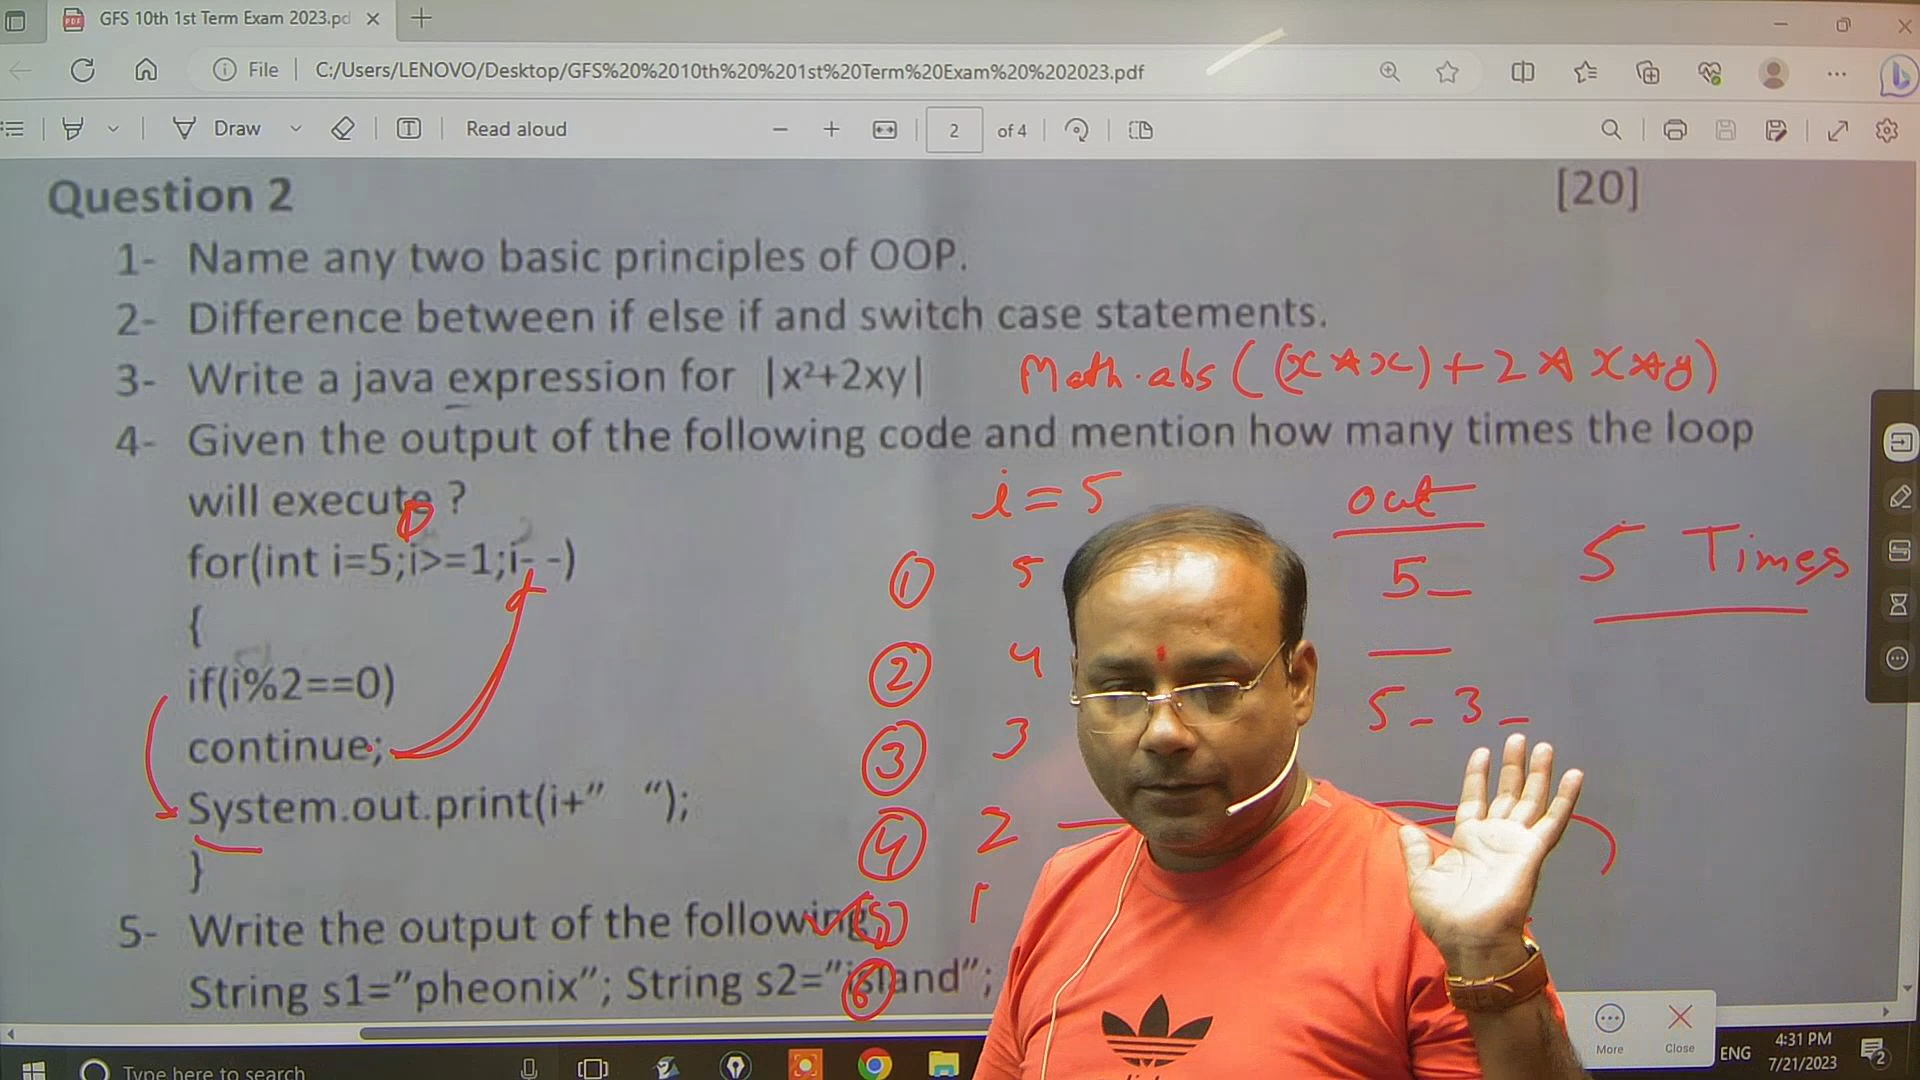 GFS 10th 1st Term Exam 2023.pd
File
C:/Users/LENOVO/Desktop/GFS%20%2010th%20%201st%20Term%20Exam%20%202023.pdf
Draw
Read aloud
2 of 4
Question 2 [20]
1- Name any two basic principles of OOP.
2- Difference between if else if and switch case statements.
3- Write a java expression for |x²+2xy| Math.abs((x*x)+2*x*y)
4- Given the output of the following code and mention how many times the loop
will execute ?
i=5 out
for(int i=5;i>=1;i- -)
① 5 5_ 5 Times
{
② 4
if(i%2==0)
③ 3 5_3_
continue;
System.out.print(i+” “);
④ 2
}
⑤ 1
5- Write the output of the following
String s1=”pheonix”; String s2=”island”;
⑥
More Close
Type here to search
ENG
4:31 PM
7/21/2023
2